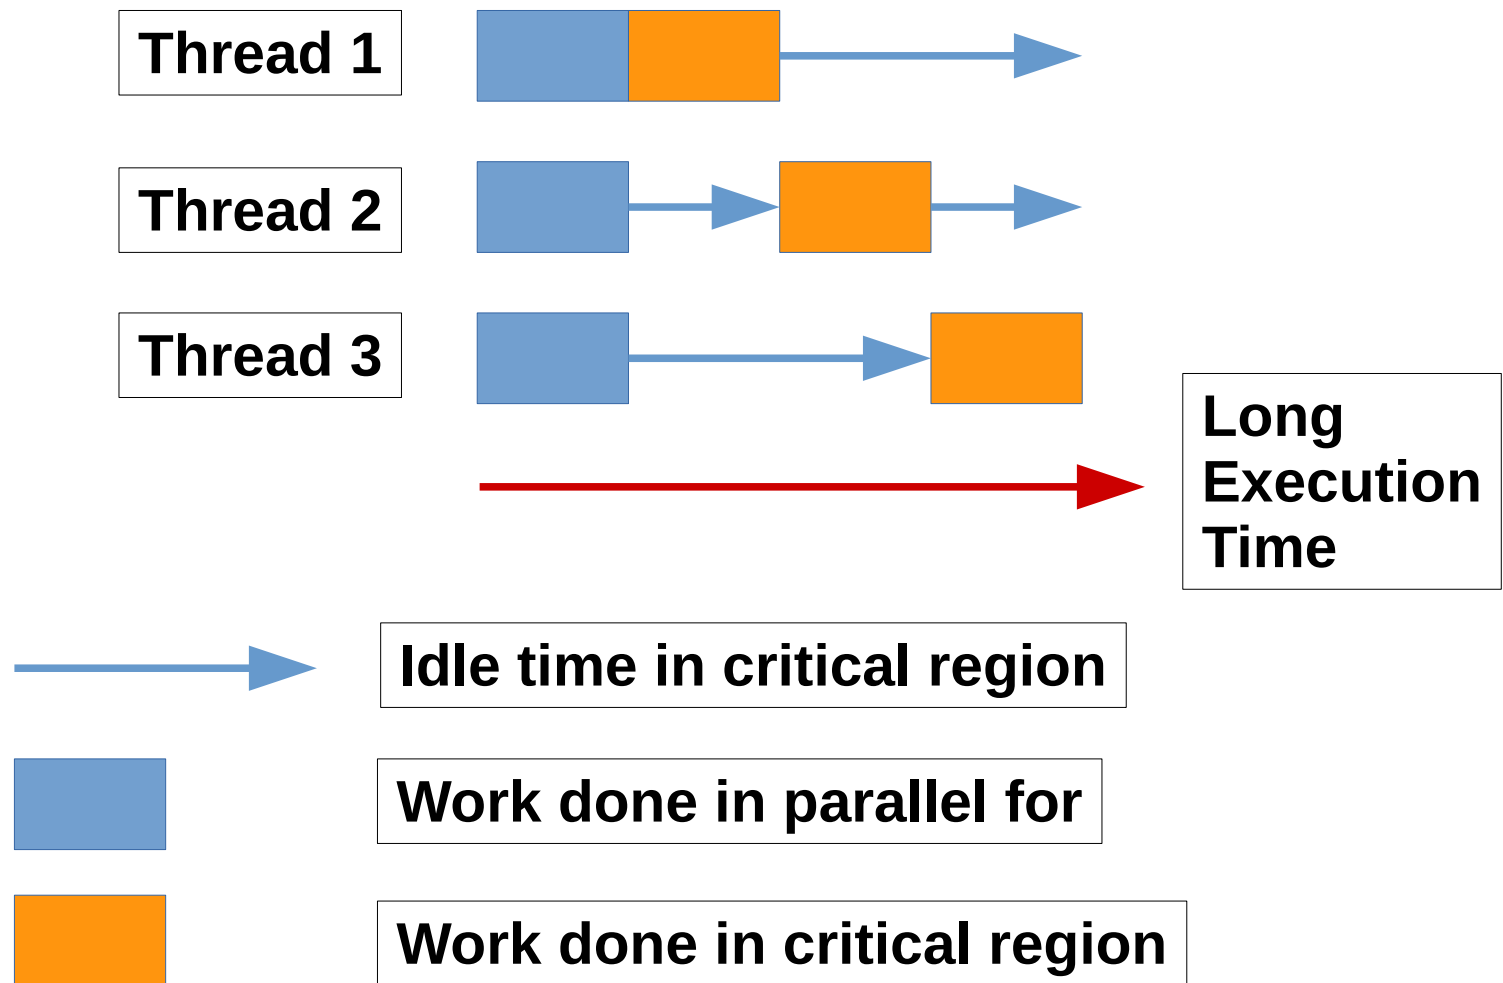 Thread 1
Thread 2
Thread 3
Long
Execution
Time
Idle time in critical region
Work done in parallel for
Work done in critical region